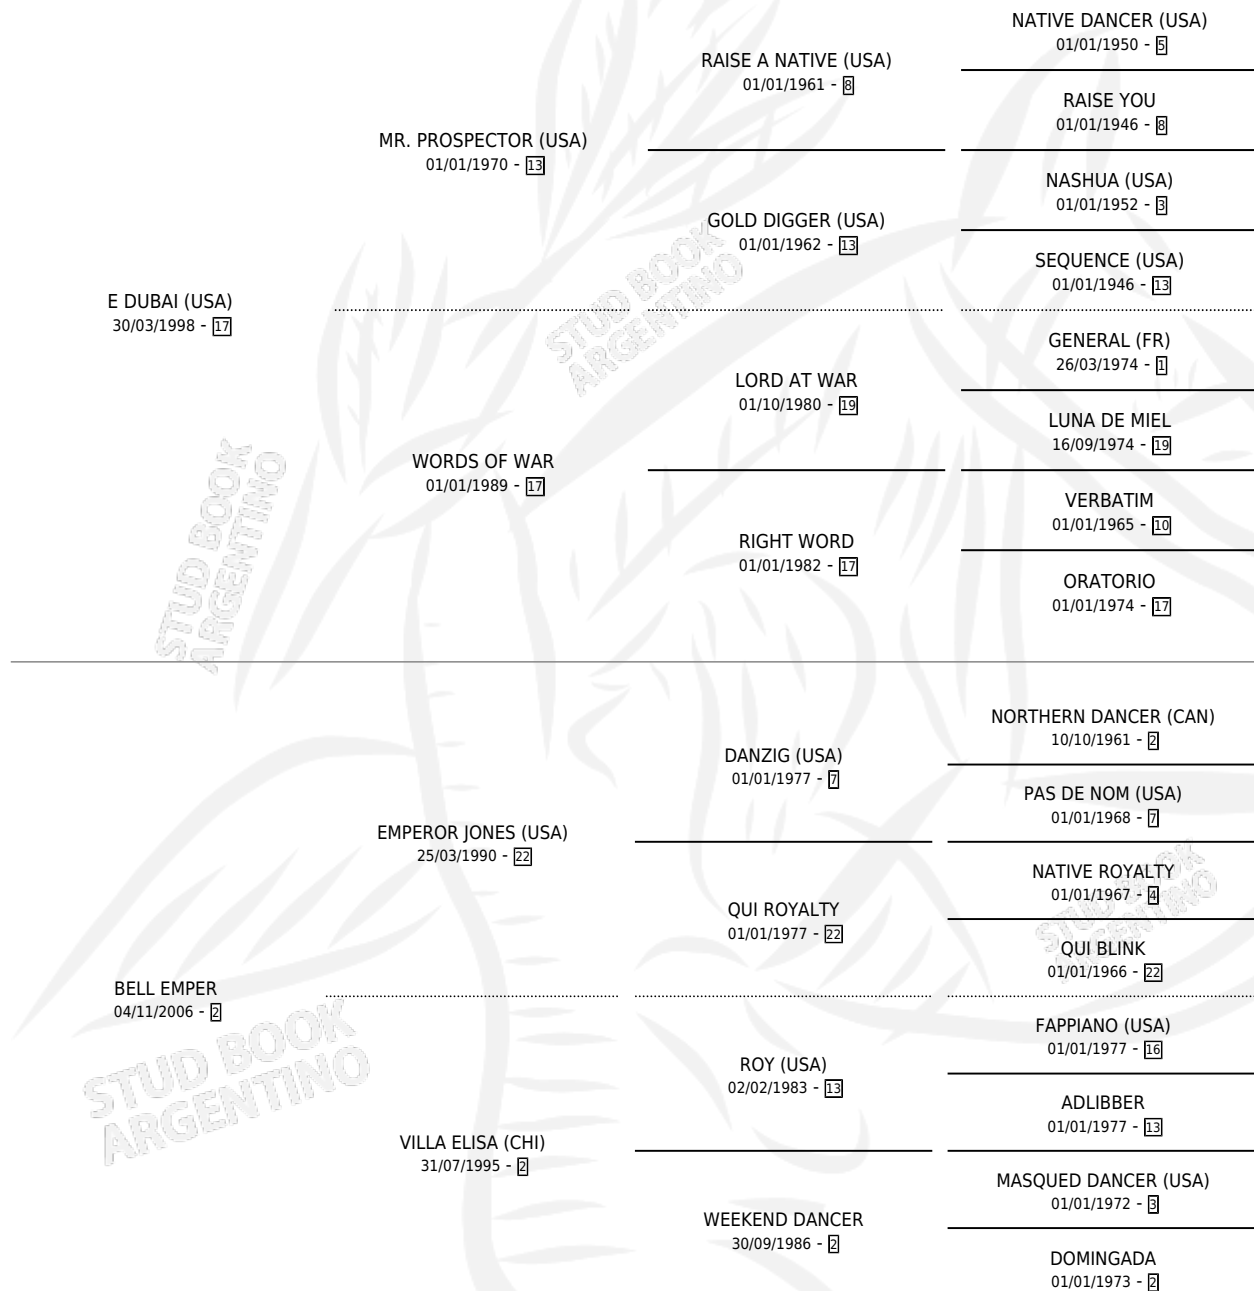 NATIVE DANCER (USA)
01/01/1950 - 5
RAISE A NATIVE (USA)
01/01/1961 - 8
RAISE YOU
01/01/1946 - 8
MR. PROSPECTOR (USA)
01/01/1970 - 13
NASHUA (USA)
01/01/1952 - 3
GOLD DIGGER (USA)
01/01/1962 - 13
SEQUENCE (USA)
01/01/1946 - 13
E DUBAI (USA)
30/03/1998 - 17
STUD BOOK
ARGENTINO
GENERAL (FR)
26/03/1974 - 1
LORD AT WAR
01/10/1980 - 19
LUNA DE MIEL
16/09/1974 - 19
WORDS OF WAR
01/01/1989 - 17
STUD BOOK
ARGENTINO
VERBATIM
01/01/1965 - 10
RIGHT WORD
01/01/1982 - 17
ORATORIO
01/01/1974 - 17
NORTHERN DANCER (CAN)
10/10/1961 - 2
DANZIG (USA)
01/01/1977 - 7
PAS DE NOM (USA)
01/01/1968 - 7
EMPEROR JONES (USA)
25/03/1990 - 22
NATIVE ROYALTY
01/01/1967 - 4
STUD BOOK
ARGENTINO
QUI ROYALTY
01/01/1977 - 22
QUI BLINK
01/01/1966 - 22
BELL EMPER
04/11/2006 - 2
STUD BOOK
ARGENTINO
FAPPIANO (USA)
01/01/1977 - 16
ROY (USA)
02/02/1983 - 13
ADLIBBER
01/01/1977 - 13
VILLA ELISA (CHI)
31/07/1995 - 2
MASQUED DANCER (USA)
01/01/1972 - 3
WEEKEND DANCER
30/09/1986 - 2
DOMINGADA
01/01/1973 - 2